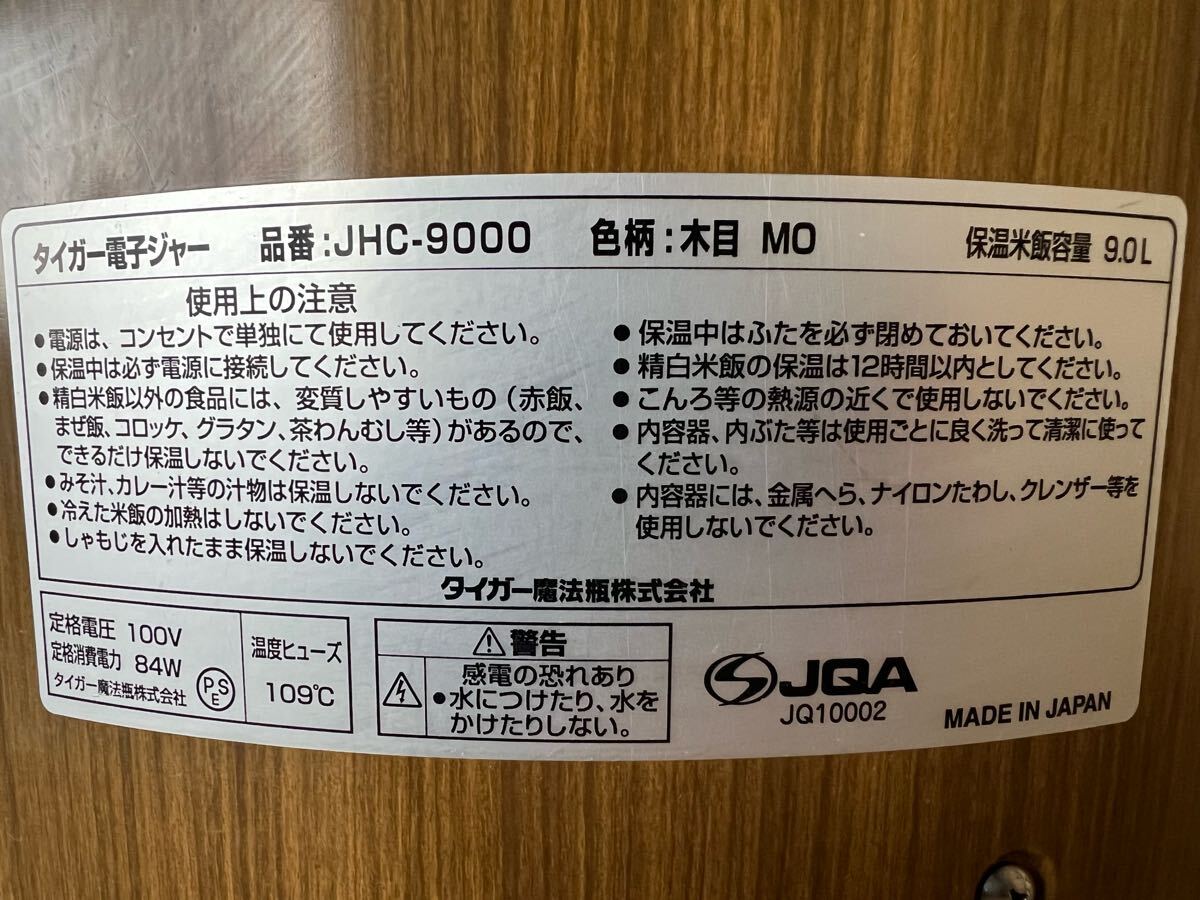 タイガー電子ジャー 品番:JHC-9000 色柄:木目 MO 保温米飯容量 9.0L
使用上の注意
●電源は、コンセントで単独にて使用してください。
●保温中は必ず電源に接続してください。
●精白米飯以外の食品には、変質しやすいもの(赤飯、
まぜ飯、コロッケ、グラタン、茶わんむし等)があるので、
できるだけ保温しないでください。
●みそ汁、カレー汁等の汁物は保温しないでください。
●冷えた米飯の加熱はしないでください。
●しゃもじを入れたまま保温しないでください。
●保温中はふたを必ず閉めておいてください。
●精白米飯の保温は12時間以内としてください。
●こんろ等の熱源の近くで使用しないでください。
●内容器、内ぶた等は使用ごとに良く洗って清潔に使って
ください。
●内容器には、金属へら、ナイロンたわし、クレンザー等を
使用しないでください。
タイガー魔法瓶株式会社
定格電圧 100V
定格消費電力 84W
タイガー魔法瓶株式会社
PSE
温度ヒューズ
109℃
⚠警告
感電の恐れあり
●水につけたり、水を
かけたりしない。
JQA
JQ10002
MADE IN JAPAN